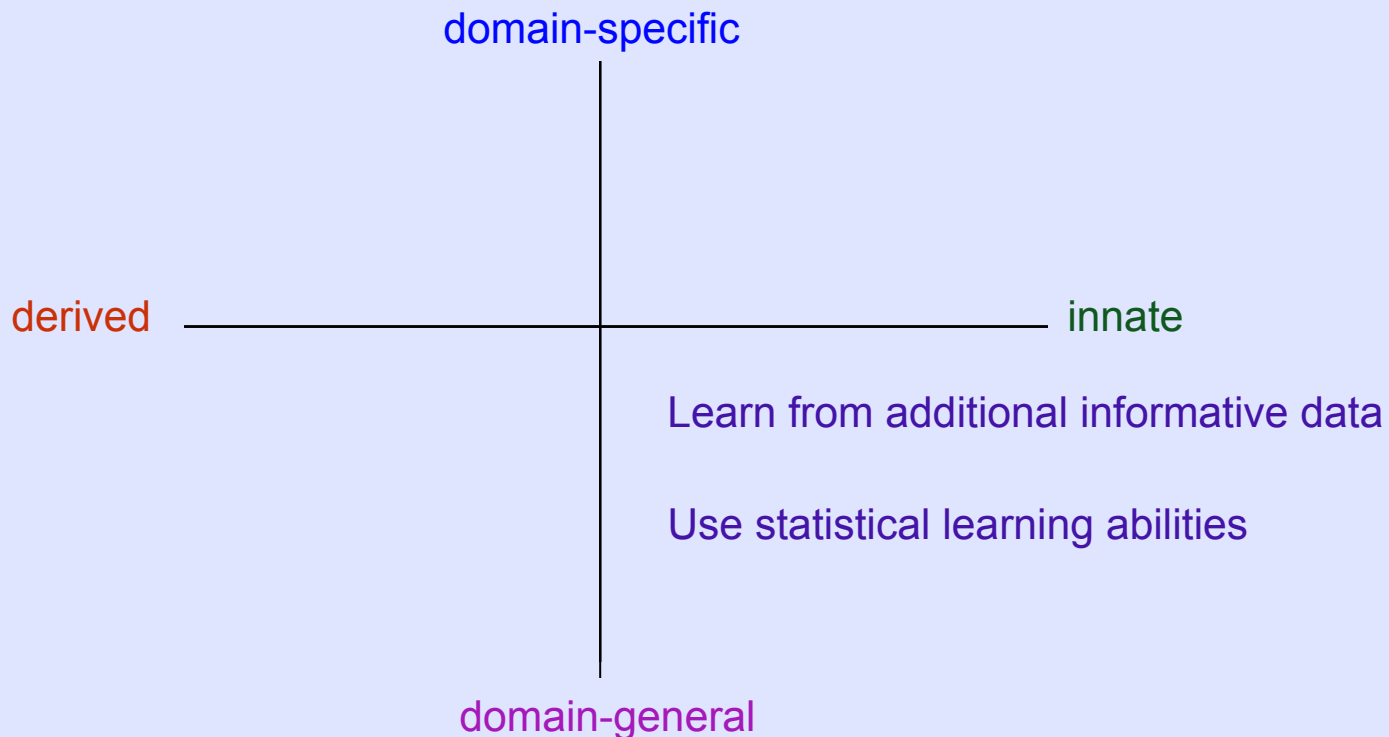 domain-specific
derived
innate
Learn from additional informative data
Use statistical learning abilities
domain-general